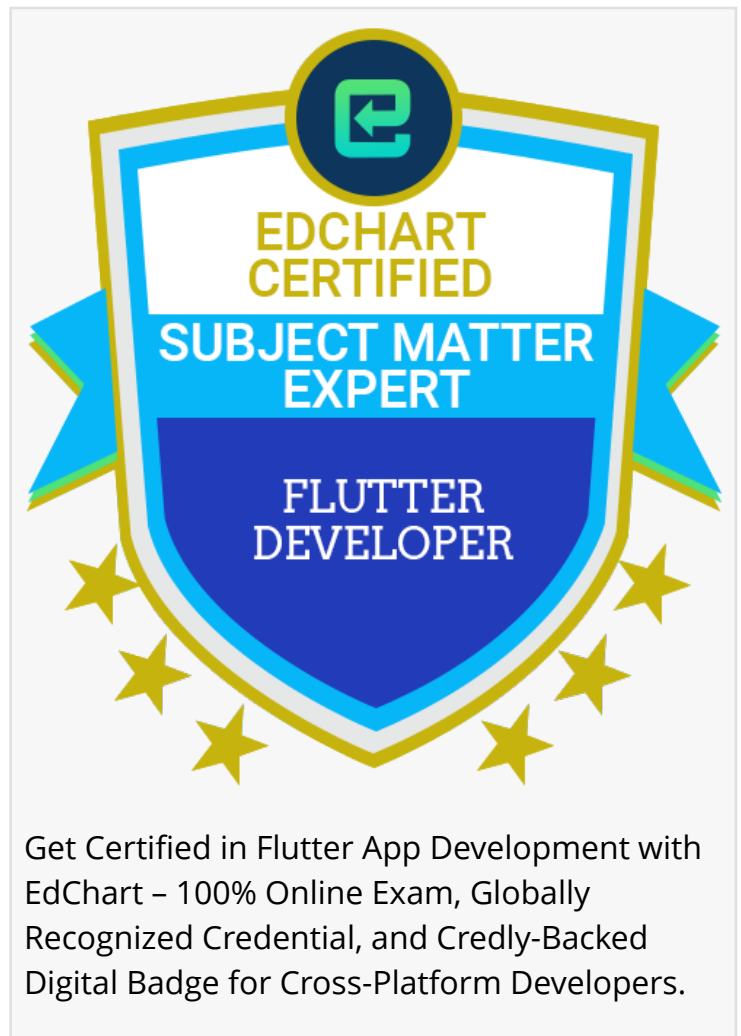 EDCHART
CERTIFIED
SUBJECT MATTER
EXPERT
FLUTTER
DEVELOPER
Get Certified in Flutter App Development with
EdChart – 100% Online Exam, Globally
Recognized Credential, and Credly-Backed
Digital Badge for Cross-Platform Developers.